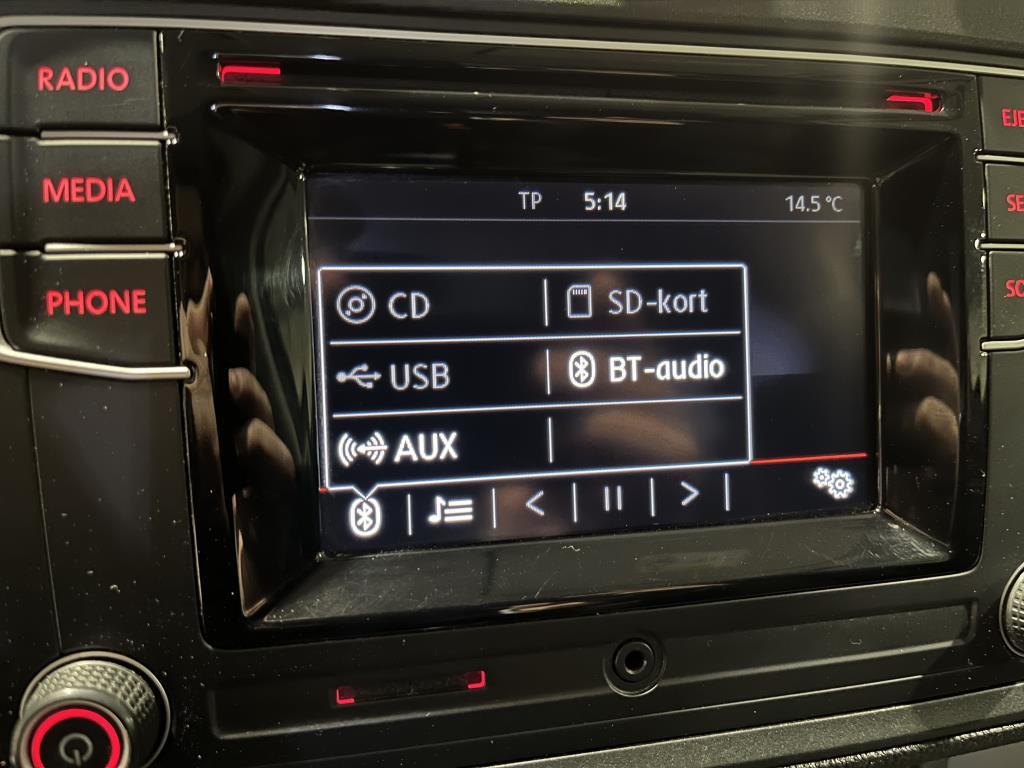 RADIO
MEDIA
PHONE
TP 5:14 14.5 °C
CD SD-kort
USB BT-audio
AUX